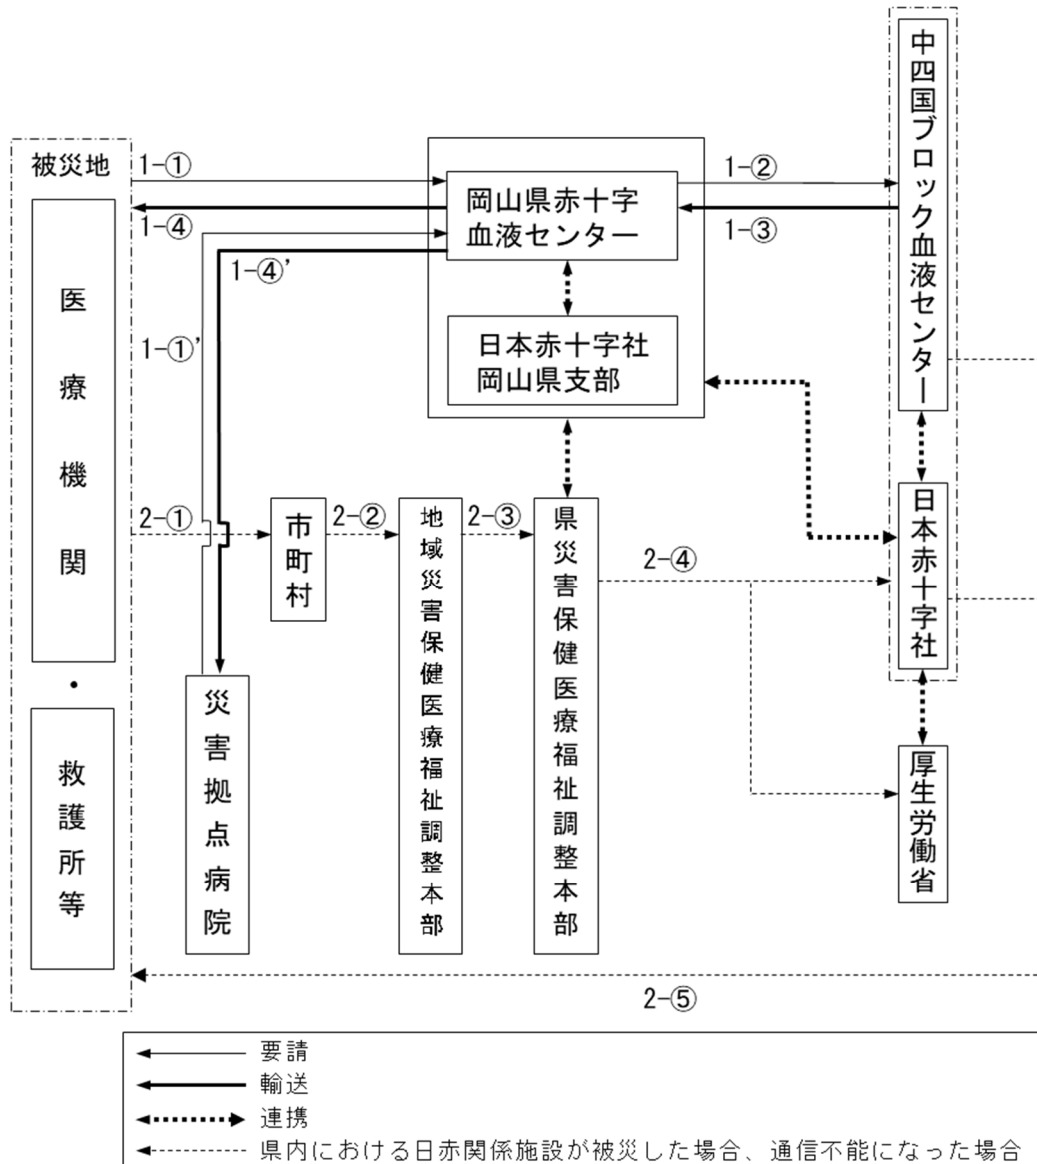 被災地
医療機関
・
救護所等
1-①
1-④
1-④’
1-①’
岡山県赤十字
血液センター
日本赤十字社
岡山県支部
1-②
1-③
中四国ブロック血液センター
2-①
市町村
2-②
地域災害保健医療福祉調整本部
2-③
県災害保健医療福祉調整本部
2-④
日本赤十字社
災害拠点病院
厚生労働省
2-⑤
要請
輸送
連携
県内における日赤関係施設が被災した場合、通信不能になった場合